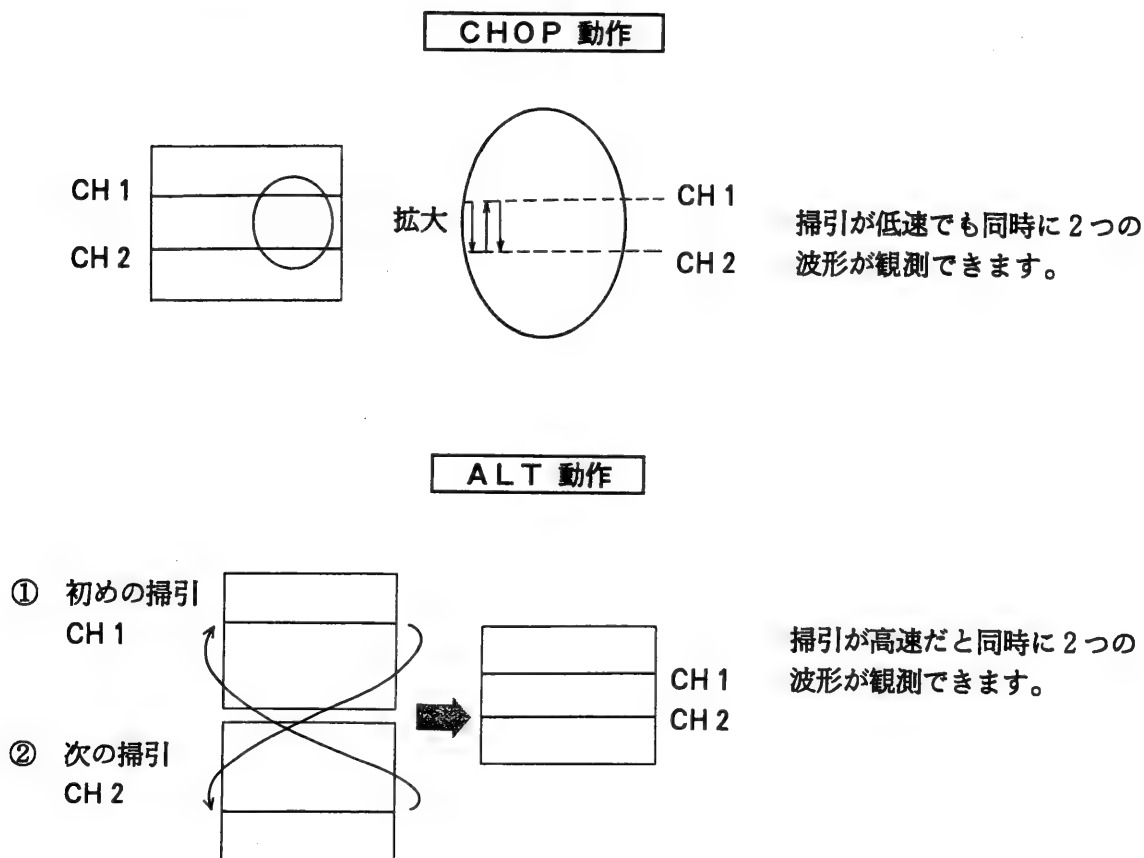 CHOP 動作
CH 1
CH 2
拡大
CH 1
CH 2
掃引が低速でも同時に2つの
波形が観測できます。
ALT 動作
① 初めの掃引
CH 1
② 次の掃引
CH 2
CH 1
CH 2
掃引が高速だと同時に2つの
波形が観測できます。